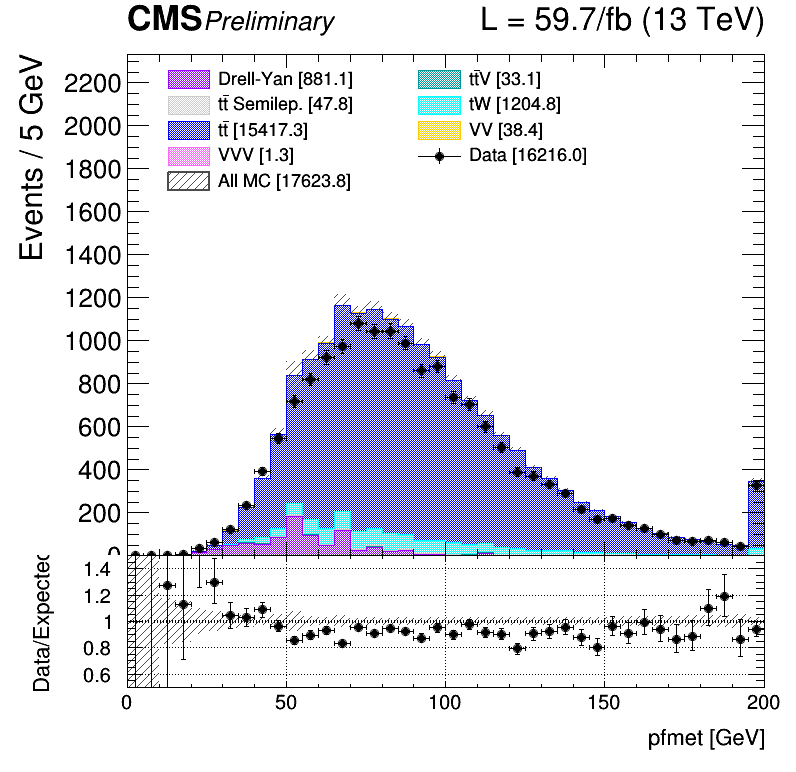 CMS Preliminary L = 59.7/fb (13 TeV)
Events / 5 GeV
Drell-Yan [881.1]
tt̄V [33.1]
tt̄ Semilep. [47.8]
tW [1204.8]
tt̄ [15417.3]
VV [38.4]
VVV [1.3]
Data [16216.0]
All MC [17623.8]
2200
2000
1800
1600
1400
1200
1000
800
600
400
200
0
Data/Expected
1.4
1.2
1
0.8
0.6
0 50 100 150 200
pfmet [GeV]